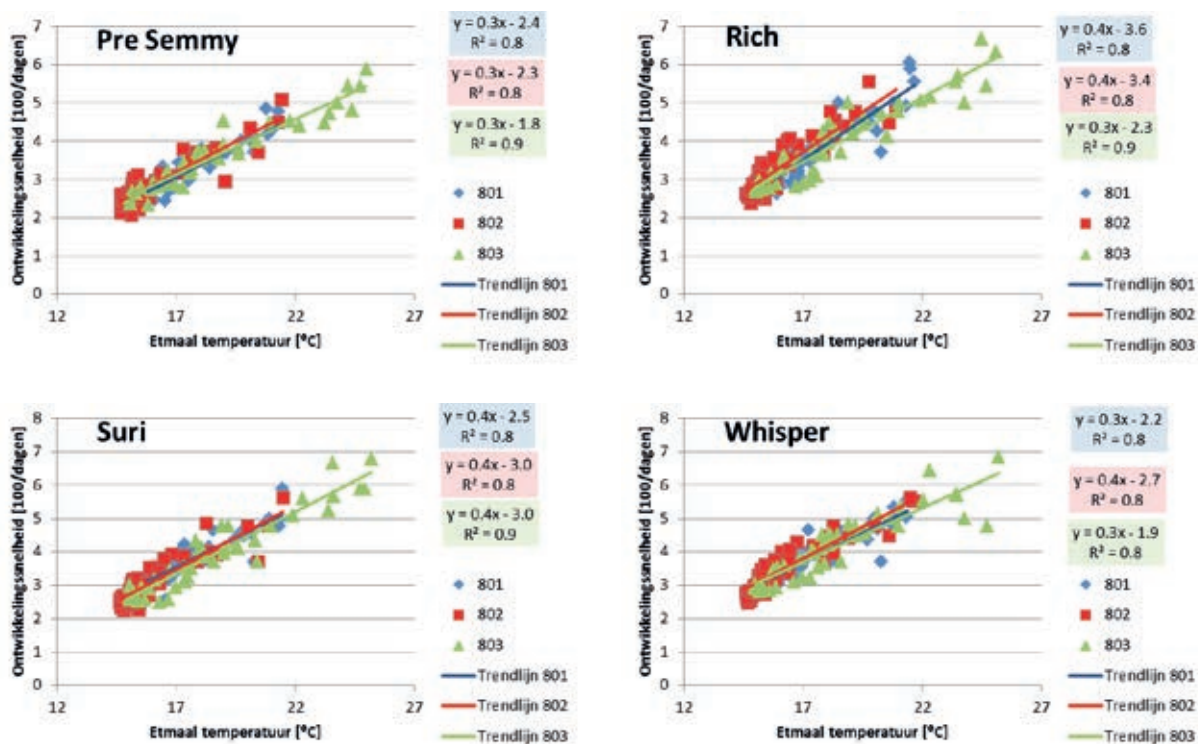 Pre Semmy
Ontwikkelingssnelheid [100/dagen]
7
6
5
4
3
2
1
0
12
17
22
27
Etmaal temperatuur [°C]
y = 0.3x - 2.4
R² = 0.8
y = 0.3x - 2.3
R² = 0.8
y = 0.3x - 1.8
R² = 0.9
801
802
803
Trendlijn 801
Trendlijn 802
Trendlijn 803
Rich
Ontwikkelingssnelheid [100/dagen]
7
6
5
4
3
2
1
0
12
17
22
27
Etmaal temperatuur [°C]
y = 0.4x - 3.6
R² = 0.8
y = 0.4x - 3.4
R² = 0.8
y = 0.3x - 2.3
R² = 0.9
801
802
803
Trendlijn 801
Trendlijn 802
Trendlijn 803
Suri
Ontwikkelingssnelheid [100/dagen]
8
7
6
5
4
3
2
1
0
12
17
22
27
Etmaal temperatuur [°C]
y = 0.4x - 2.5
R² = 0.8
y = 0.4x - 3.0
R² = 0.8
y = 0.4x - 3.0
R² = 0.9
801
802
803
Trendlijn 801
Trendlijn 802
Trendlijn 803
Whisper
Ontwikkelingssnelheid [100/dagen]
8
7
6
5
4
3
2
1
0
12
17
22
27
Etmaal temperatuur [°C]
y = 0.3x - 2.2
R² = 0.8
y = 0.4x - 2.7
R² = 0.8
y = 0.3x - 1.9
R² = 0.8
801
802
803
Trendlijn 801
Trendlijn 802
Trendlijn 803